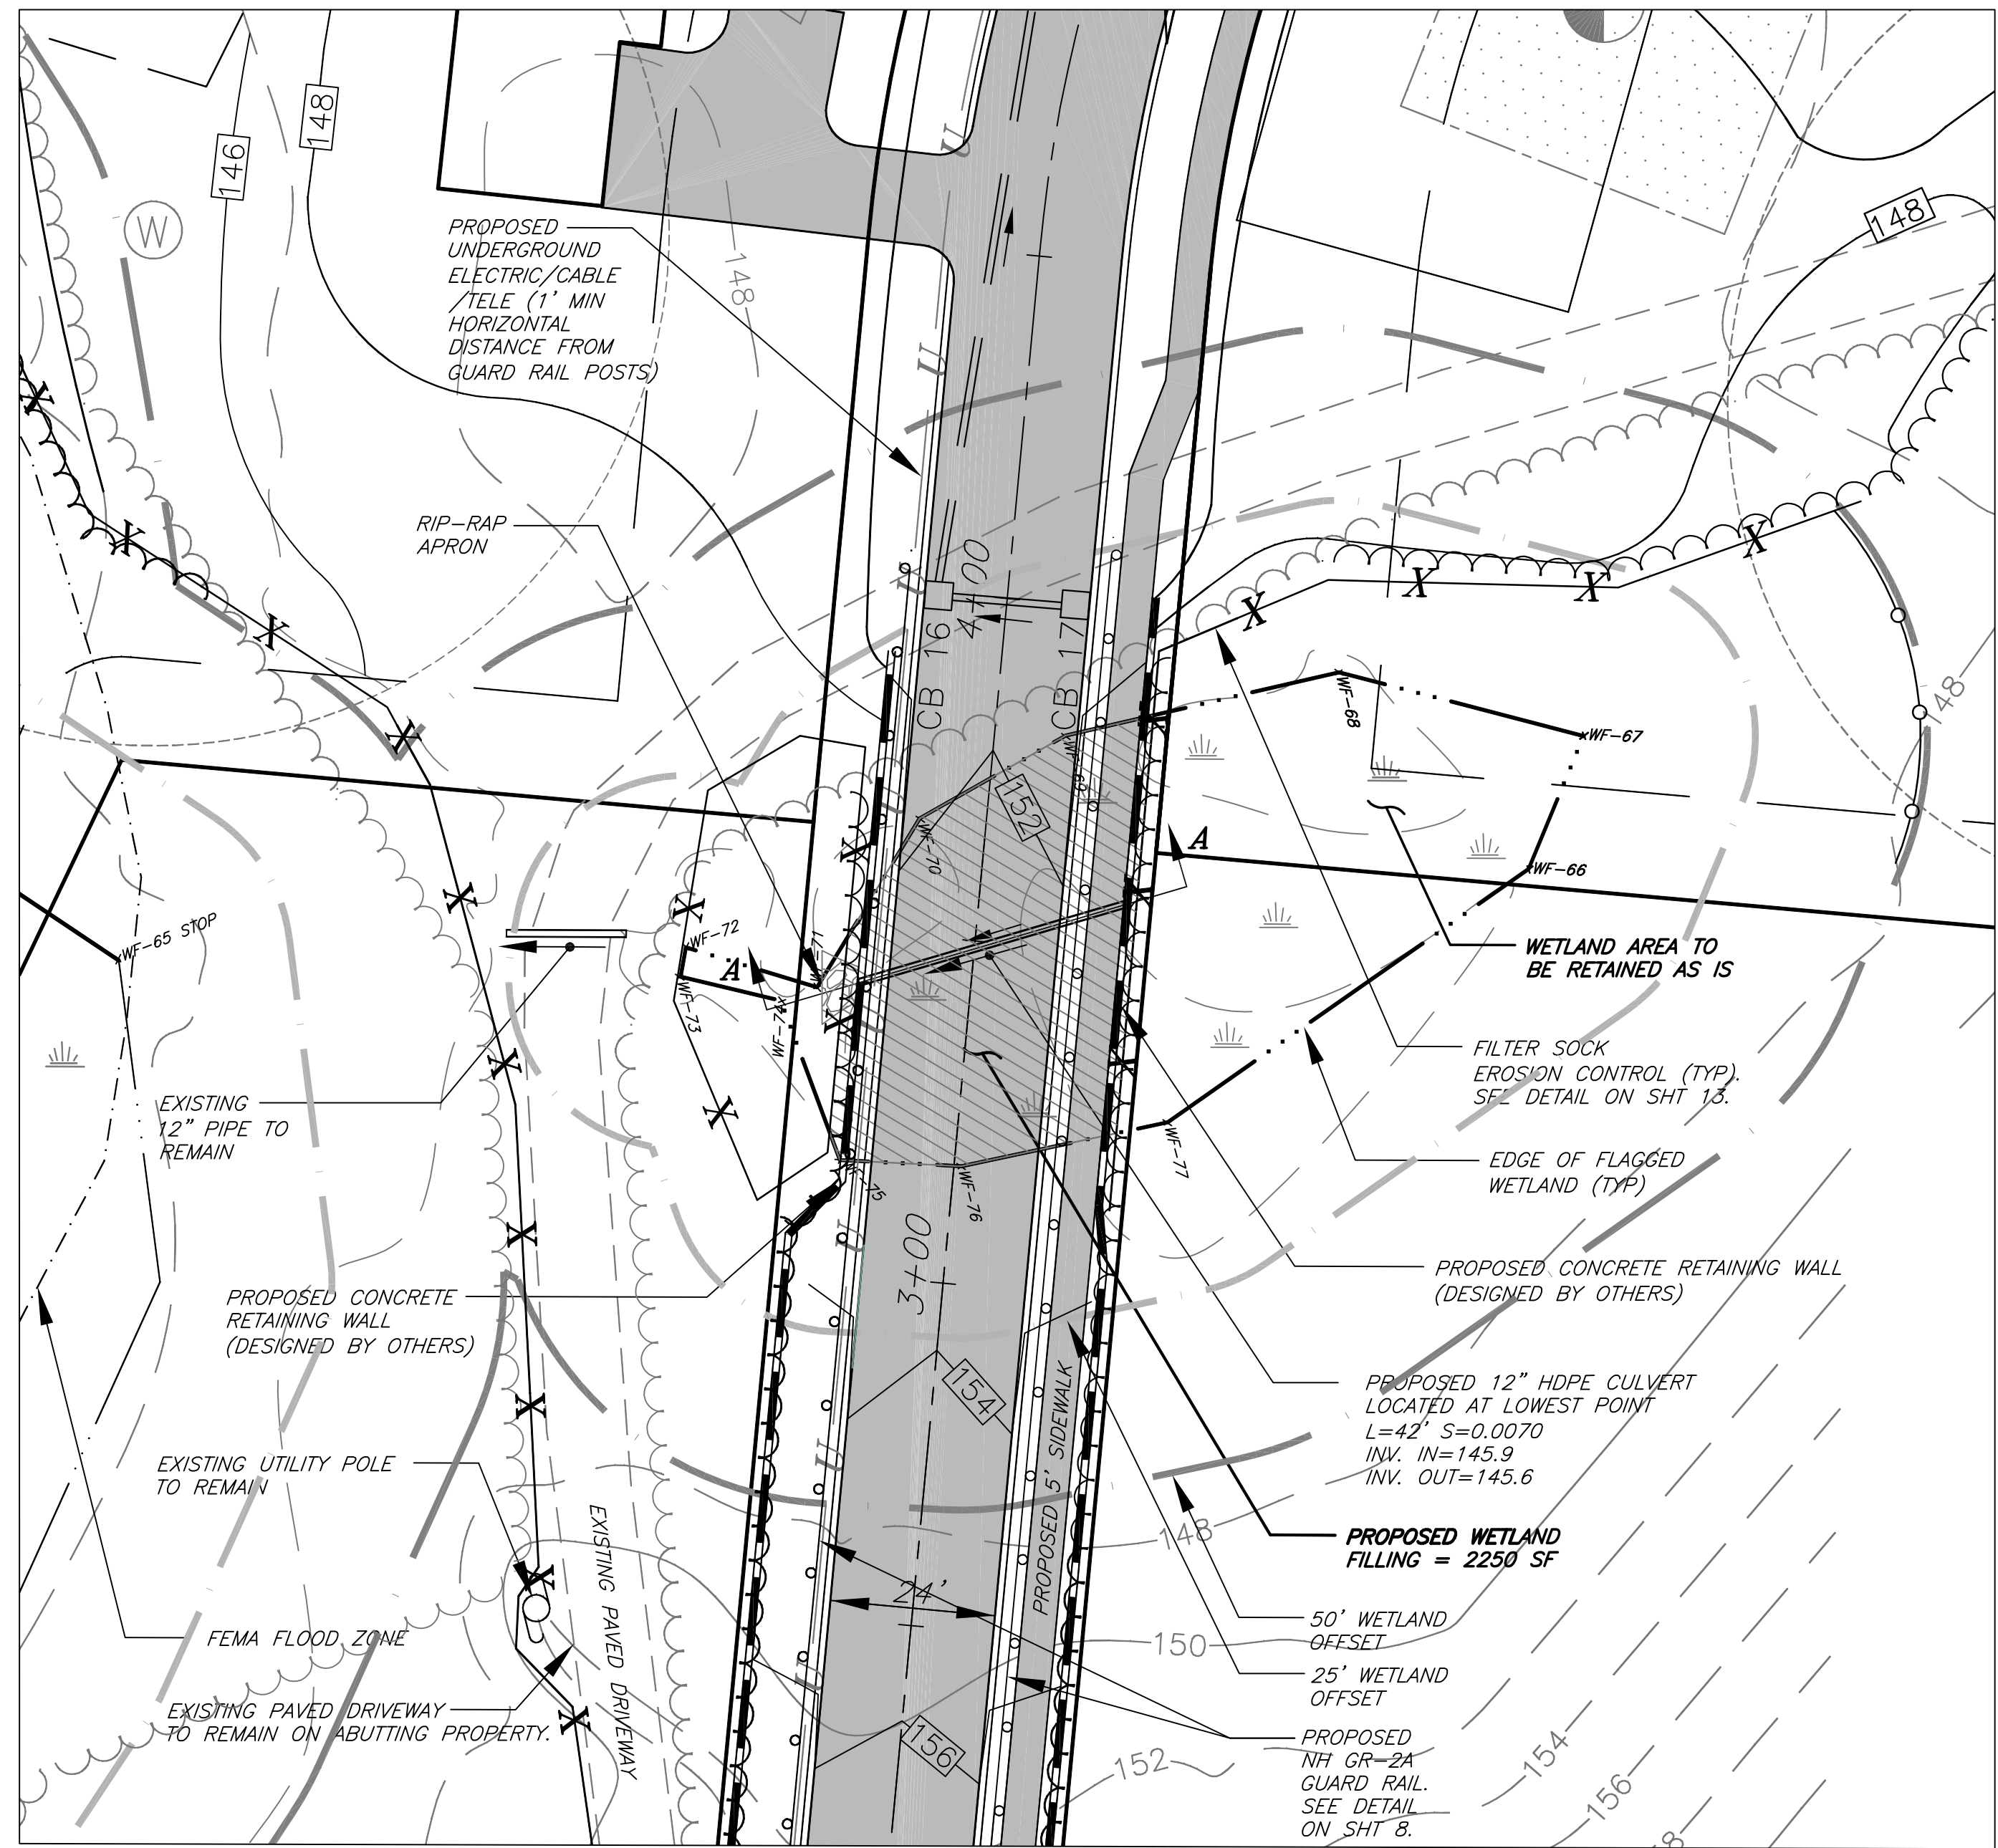 146
148
W
148
148
PROPOSED
UNDERGROUND
ELECTRIC/CABLE
/TELE (1' MIN
HORIZONTAL
DISTANCE FROM
GUARD RAIL POSTS)
U
U
U
RIP-RAP
APRON
4+00
CB 16
CB 17
X
X
X
X
X
X
X
X
WF-68
WF-67
WF-69
WF-70
152
148
A
WF-66
WF-65 STOP
WF-72
WF-71
A
WF-73
WF-74
WETLAND AREA TO
BE RETAINED AS IS
FILTER SOCK
EROSION CONTROL (TYP).
SEE DETAIL ON SHT 13.
EXISTING
12" PIPE TO
REMAIN
WF-75
WF-76
WF-77
EDGE OF FLAGGED
WETLAND (TYP)
3+00
PROPOSED CONCRETE
RETAINING WALL
(DESIGNED BY OTHERS)
PROPOSED CONCRETE RETAINING WALL
(DESIGNED BY OTHERS)
154
PROPOSED 5' SIDEWALK
PROPOSED 12" HDPE CULVERT
LOCATED AT LOWEST POINT
L=42' S=0.0070
INV. IN=145.9
INV. OUT=145.6
EXISTING UTILITY POLE
TO REMAIN
EXISTING PAVED DRIVEWAY
148
PROPOSED WETLAND
FILLING = 2250 SF
24'
FEMA FLOOD ZONE
150
50' WETLAND
OFFSET
25' WETLAND
OFFSET
EXISTING PAVED DRIVEWAY
TO REMAIN ON ABUTTING PROPERTY.
156
152
154
156
PROPOSED
NH GR-2A
GUARD RAIL.
SEE DETAIL
ON SHT 8.